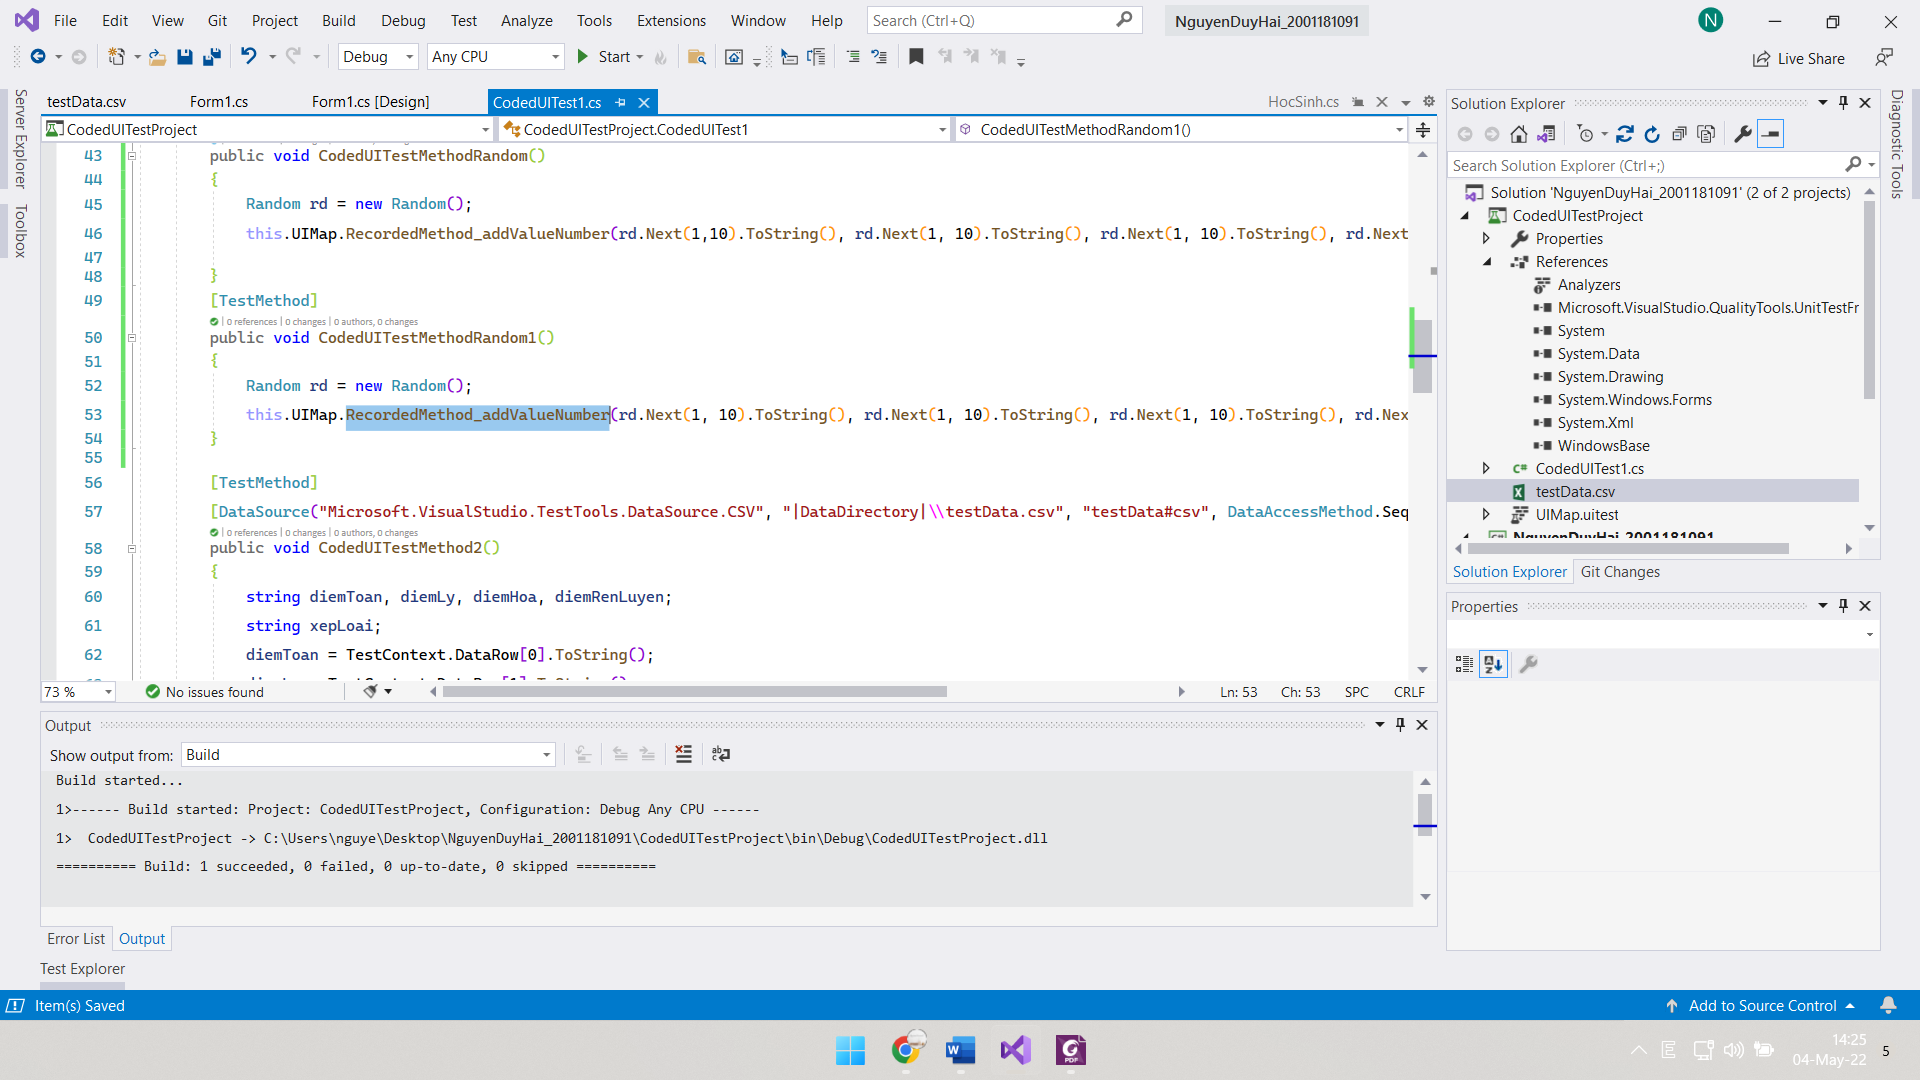 File Edit View Git Project Build Debug Test Analyze Tools Extensions Window Help Search (Ctrl+Q) NguyenDuyHai_2001181091 N
Debug Any CPU Start Live Share
Server Explorer
Toolbox
testData.csv Form1.cs Form1.cs [Design] CodedUITest1.cs HocSinh.cs
CodedUITestProject CodedUITestProject.CodedUITest1 CodedUITestMethodRandom1()
43 public void CodedUITestMethodRandom()
44 {
45 Random rd = new Random();
46 this.UIMap.RecordedMethod_addValueNumber(rd.Next(1,10).ToString(), rd.Next(1, 10).ToString(), rd.Next(1, 10).ToString(), rd.Next
47
48 }
49 [TestMethod]
| 0 references | 0 changes | 0 authors, 0 changes
50 public void CodedUITestMethodRandom1()
51 {
52 Random rd = new Random();
53 this.UIMap.RecordedMethod_addValueNumber(rd.Next(1, 10).ToString(), rd.Next(1, 10).ToString(), rd.Next(1, 10).ToString(), rd.Nex
54 }
55
56 [TestMethod]
57 [DataSource("Microsoft.VisualStudio.TestTools.DataSource.CSV", "|DataDirectory|\\testData.csv", "testData#csv", DataAccessMethod.Seq
| 0 references | 0 changes | 0 authors, 0 changes
58 public void CodedUITestMethod2()
59 {
60 string diemToan, diemLy, diemHoa, diemRenLuyen;
61 string xepLoai;
62 diemToan = TestContext.DataRow[0].ToString();
73 % No issues found Ln: 53 Ch: 53 SPC CRLF
Output
Show output from: Build
Build started...
1>------ Build started: Project: CodedUITestProject, Configuration: Debug Any CPU ------
1> CodedUITestProject -> C:\Users\nguye\Desktop\NguyenDuyHai_2001181091\CodedUITestProject\bin\Debug\CodedUITestProject.dll
========== Build: 1 succeeded, 0 failed, 0 up-to-date, 0 skipped ==========
Error List Output
Test Explorer
Solution Explorer
Search Solution Explorer (Ctrl+;)
Solution 'NguyenDuyHai_2001181091' (2 of 2 projects)
CodedUITestProject
Properties
References
Analyzers
Microsoft.VisualStudio.QualityTools.UnitTestFr
System
System.Data
System.Drawing
System.Windows.Forms
System.Xml
WindowsBase
CodedUITest1.cs
testData.csv
UIMap.uitest
NguyenDuyHai_2001181091
Solution Explorer Git Changes
Properties
Diagnostic Tools
Item(s) Saved Add to Source Control
14:25
04-May-22 5